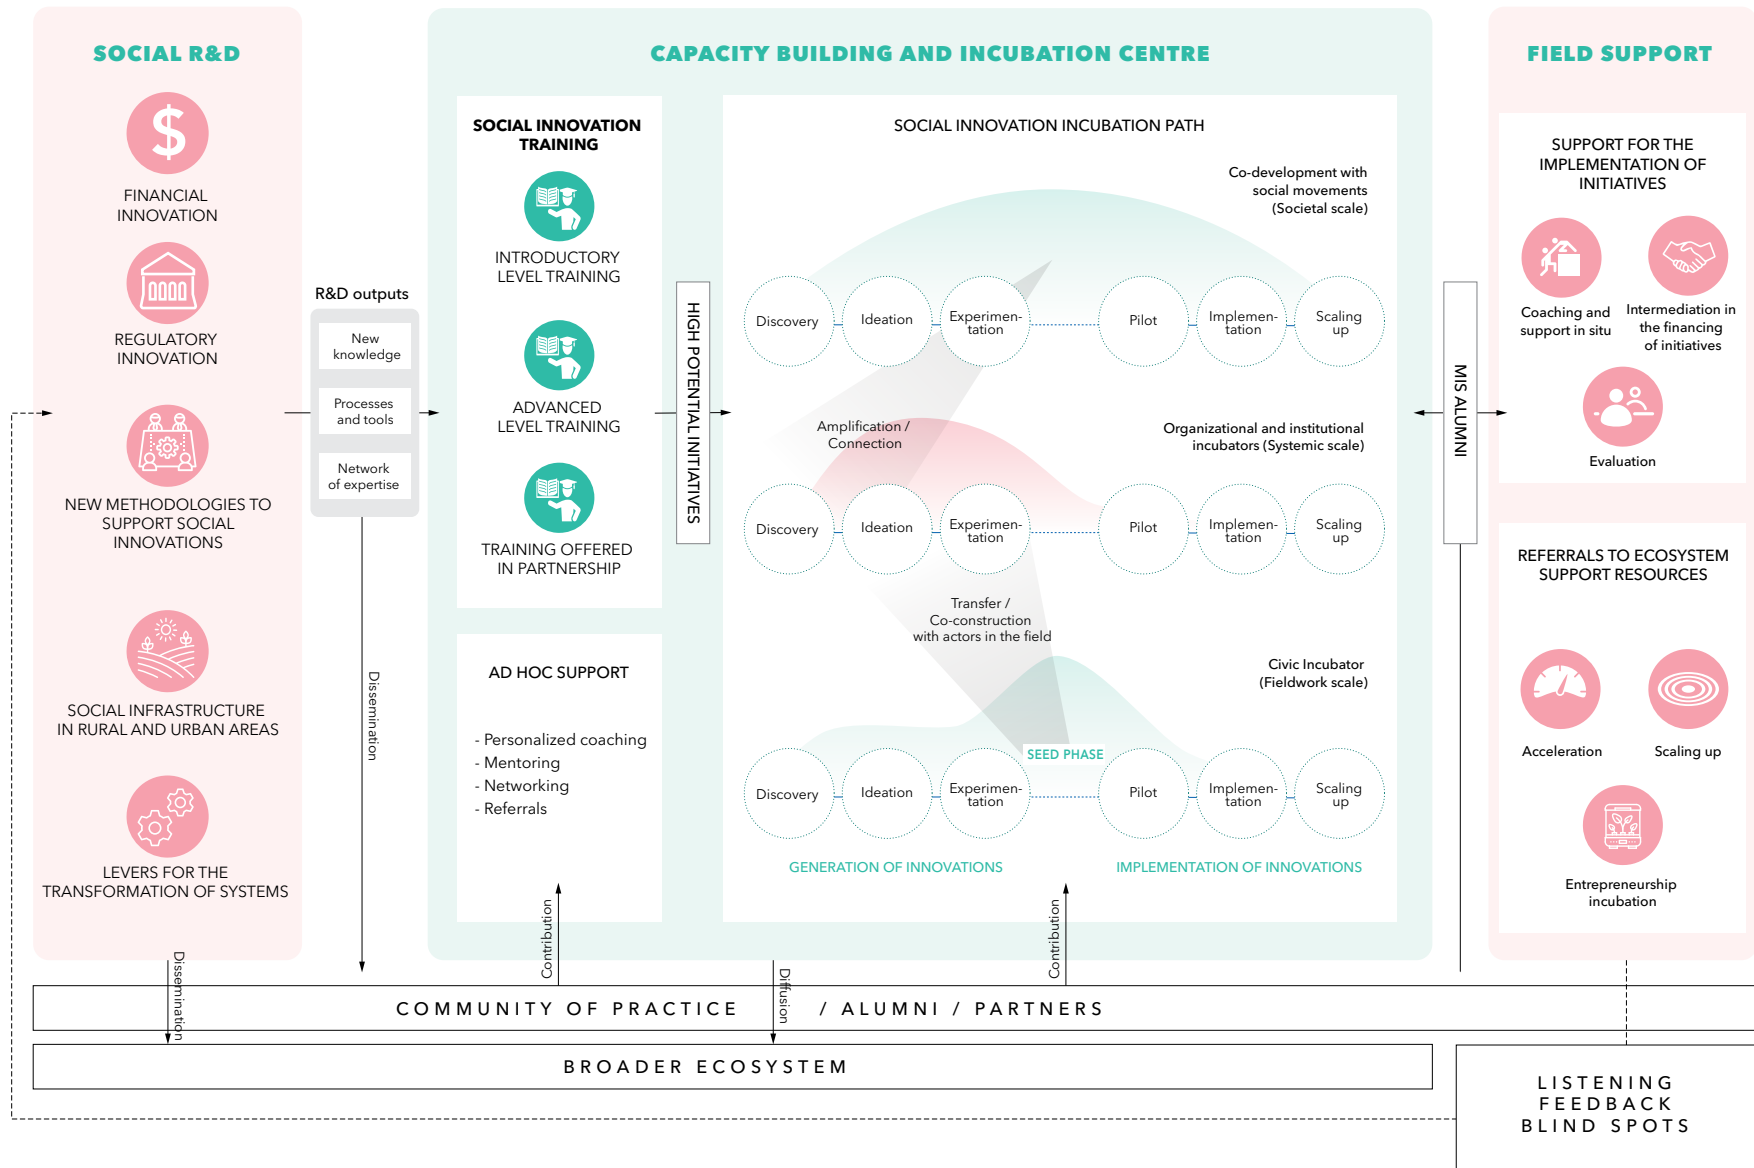 SOCIAL R&D
FINANCIAL
INNOVATION
REGULATORY
INNOVATION
NEW METHODOLOGIES TO
SUPPORT SOCIAL
INNOVATIONS
SOCIAL INFRASTRUCTURE
IN RURAL AND URBAN AREAS
LEVERS FOR THE
TRANSFORMATION OF SYSTEMS
R&D outputs
New
knowledge
Processes
and tools
Network
of expertise
Dissemination
Dissemination
CAPACITY BUILDING AND INCUBATION CENTRE
SOCIAL INNOVATION
TRAINING
INTRODUCTORY
LEVEL TRAINING
ADVANCED
LEVEL TRAINING
TRAINING OFFERED
IN PARTNERSHIP
AD HOC SUPPORT
- Personalized coaching
- Mentoring
- Networking
- Referrals
HIGH POTENTIAL INITIATIVES
SOCIAL INNOVATION INCUBATION PATH
Co-development with
social movements
(Societal scale)
Discovery
Ideation
Experimen-
tation
Pilot
Implemen-
tation
Scaling
up
Amplification /
Connection
Organizational and institutional
incubators (Systemic scale)
Discovery
Ideation
Experimen-
tation
Pilot
Implemen-
tation
Scaling
up
Transfer /
Co-construction
with actors in the field
Civic Incubator
(Fieldwork scale)
SEED PHASE
Discovery
Ideation
Experimen-
tation
Pilot
Implemen-
tation
Scaling
up
GENERATION OF INNOVATIONS
IMPLEMENTATION OF INNOVATIONS
Contribution
Diffusion
Contribution
MIS ALUMNI
FIELD SUPPORT
SUPPORT FOR THE
IMPLEMENTATION OF
INITIATIVES
Coaching and
support in situ
Intermediation in
the financing
of initiatives
Evaluation
REFERRALS TO ECOSYSTEM
SUPPORT RESOURCES
Acceleration
Scaling up
Entrepreneurship
incubation
COMMUNITY OF PRACTICE / ALUMNI / PARTNERS
BROADER ECOSYSTEM
LISTENING
FEEDBACK
BLIND SPOTS